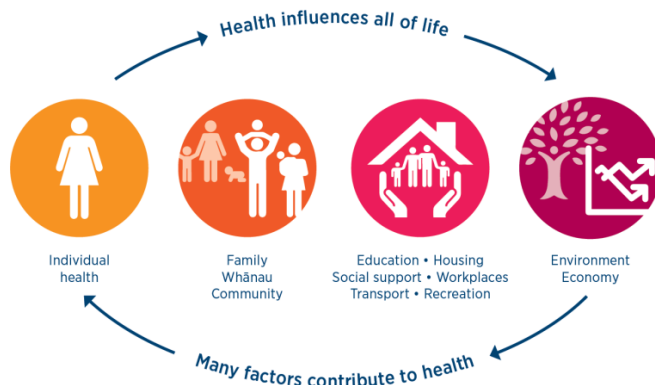 Health influences all of life
Individual
health
Family
Whānau
Community
Education • Housing
Social support • Workplaces
Transport • Recreation
Environment
Economy
Many factors contribute to health